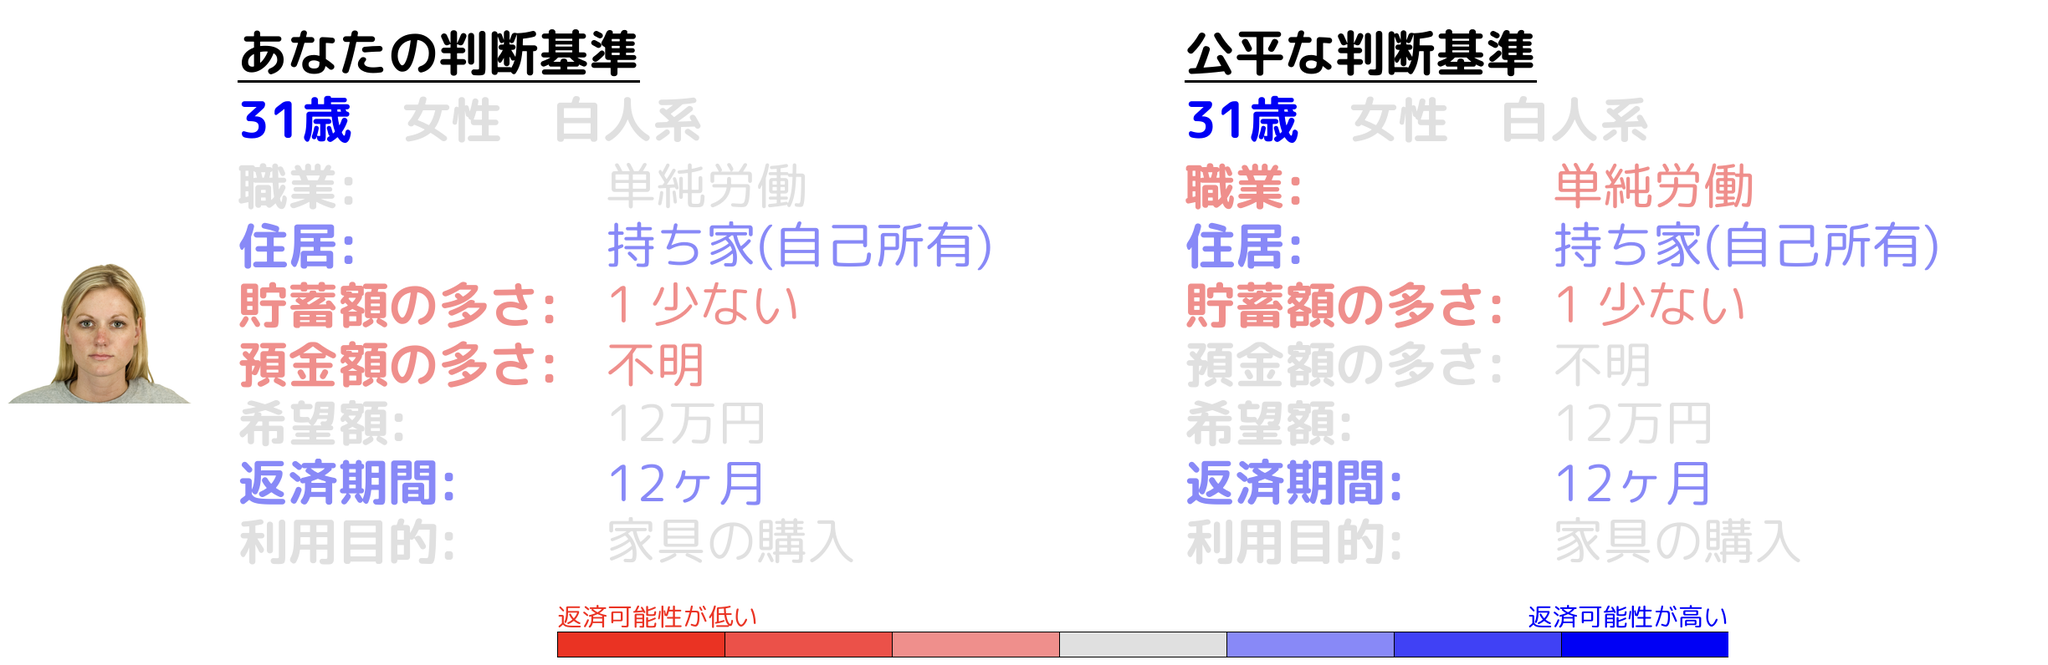 あなたの判断基準
31歳 女性 白人系
職業: 単純労働
住居: 持ち家(自己所有)
貯蓄額の多さ: 1 少ない
預金額の多さ: 不明
希望額: 12万円
返済期間: 12ヶ月
利用目的: 家具の購入
公平な判断基準
31歳 女性 白人系
職業: 単純労働
住居: 持ち家(自己所有)
貯蓄額の多さ: 1 少ない
預金額の多さ: 不明
希望額: 12万円
返済期間: 12ヶ月
利用目的: 家具の購入
返済可能性が低い
返済可能性が高い